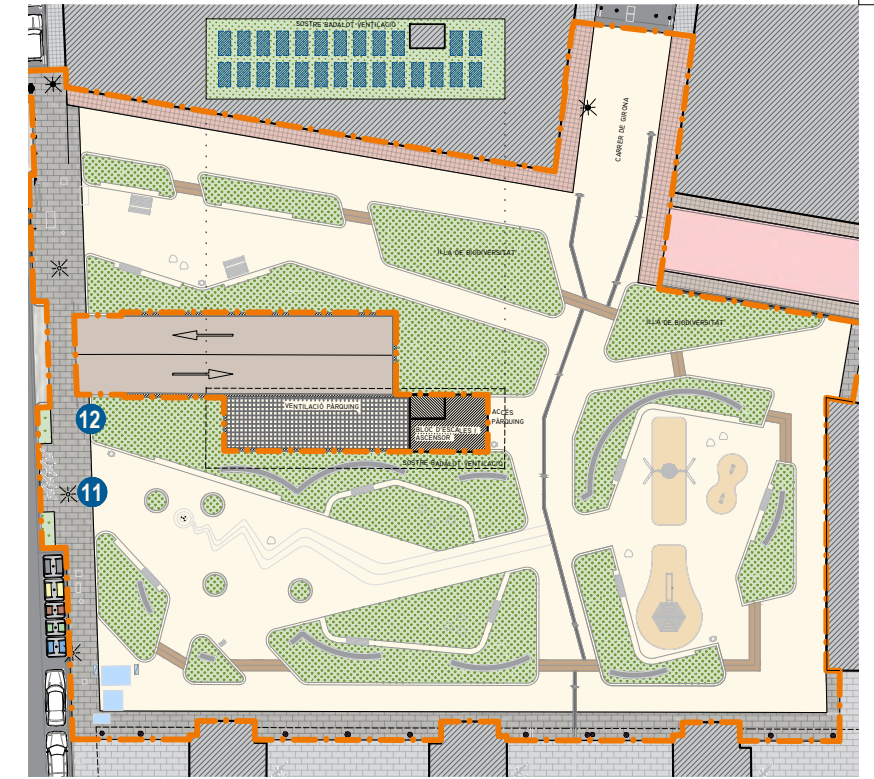 SOSTRE BADALOT VENTILACIÓ
CARRER DE GIRONA
ILLA DE BIODIVERSITAT
ILLA DE BIODIVERSITAT
VENTILACIÓ PÀRQUING
ACCÉS
PÀRQUING
BLOC D'ESCALES I
ASCENSOR
SOSTRE BADALOT VENTILACIÓ
12
11